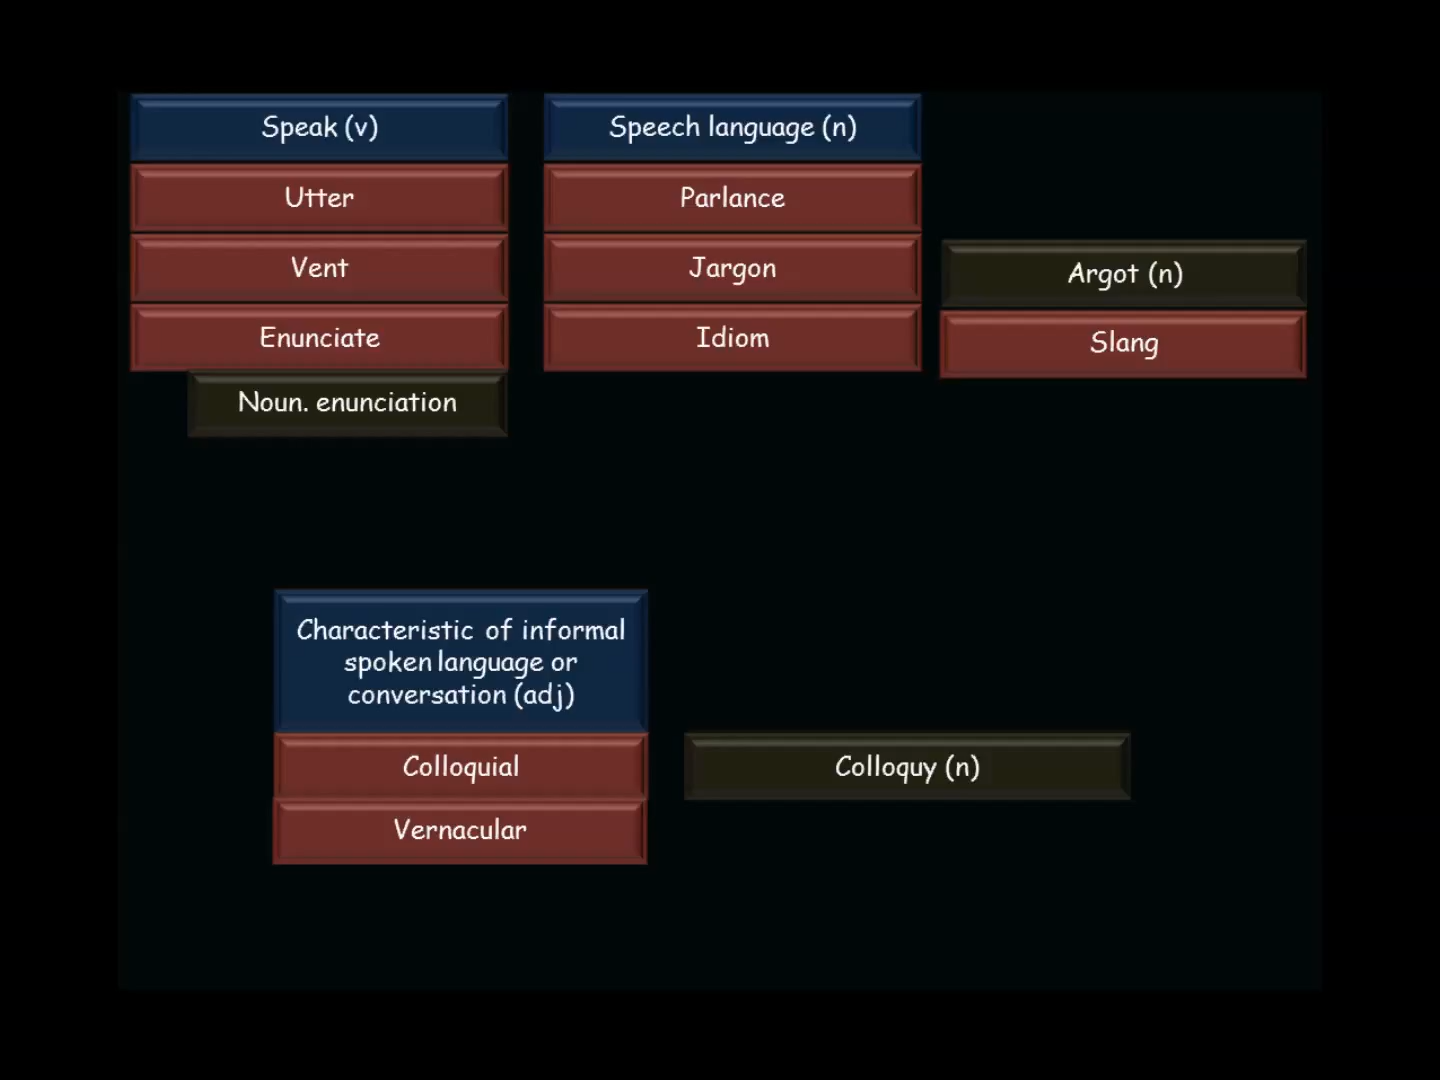 Speak (v)
Utter
Vent
Enunciate
Noun. enunciation
Speech language (n)
Parlance
Jargon
Idiom
Argot (n)
Slang
Characteristic of informal
spoken language or
conversation (adj)
Colloquial
Vernacular
Colloquy (n)